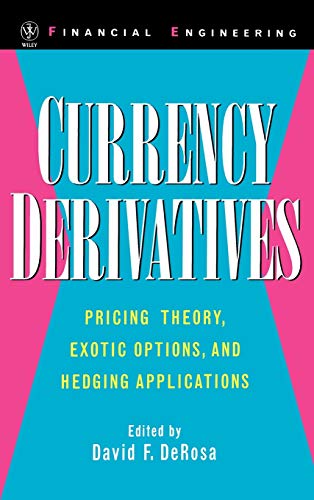 WILEY
FINANCIAL ENGINEERING
CURRENCY
DERIVATIVES
PRICING THEORY,
EXOTIC OPTIONS, AND
HEDGING APPLICATIONS
Edited by
David F. DeRosa